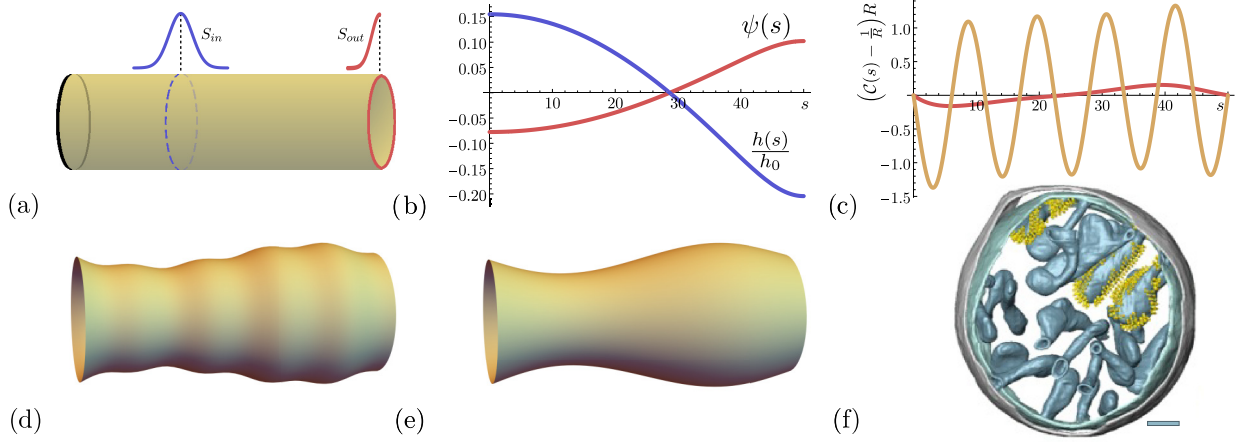 S_in
S_out
(a)
0.15
0.10
0.05
-0.05
-0.10
-0.15
-0.20
10
20
30
40
s
ψ(s)
h(s)/h_0
(b)
(𝒞(s) − 1/R)R
1.0
0.5
-0.5
-1.0
-1.5
10
20
30
40
s
(c)
(d)
(e)
(f)